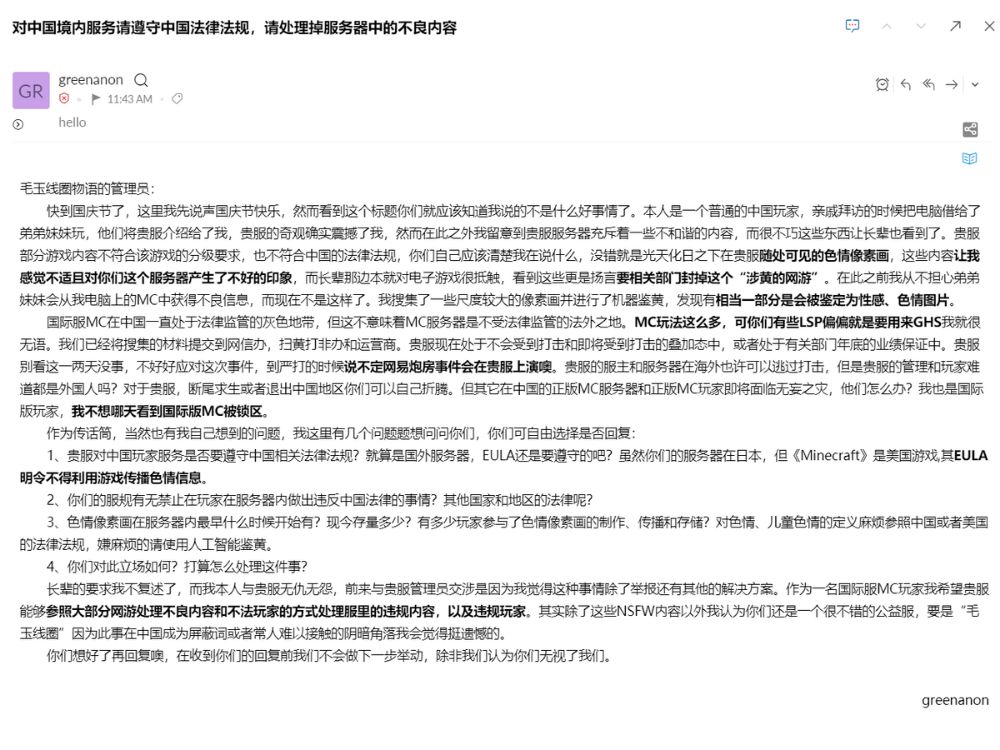 对中国境内服务请遵守中国法律法规，请处理掉服务器中的不良内容
GR
greenanon
11:43 AM
hello
毛玉线圈物语的管理员：
快到国庆节了，这里我先说声国庆节快乐，然而看到这个标题你们就应该知道我说的不是什么好事情了。本人是一个普通的中国玩家，亲戚拜访的时候把电脑借给了
弟弟妹妹玩，他们将贵服介绍给了我，贵服的奇观确实震撼了我，然而在此之外我留意到贵服服务器充斥着一些不和谐的内容，而很不巧这些东西让长辈也看到了。贵服
部分游戏内容不符合该游戏的分级要求，也不符合中国的法律法规，你们自己应该清楚我在说什么，没错就是光天化日之下在贵服随处可见的色情像素画，这些内容让我
感觉不适且对你们这个服务器产生了不好的印象，而长辈那边本就对电子游戏很抵触，看到这些更是扬言要相关部门封掉这个“涉黄的网游”。在此之前我从不担心弟弟
妹妹会从我电脑上的MC中获得不良信息，而现在不是这样了。我搜集了一些尺度较大的像素画并进行了机器鉴黄，发现有相当一部分是会被鉴定为性感、色情图片。
国际服MC在中国一直处于法律监管的灰色地带，但这不意味着MC服务器是不受法律监管的法外之地。MC玩法这么多，可你们有些LSP偏偏就是要用来GHS我就很
无语。我们已经将搜集的材料提交到网信办，扫黄打非办和运营商。贵服现在处于不会受到打击和即将受到打击的叠加态中，或者处于有关部门年底的业绩保证中。贵服
别看这一两天没事，不好好应对这次事件，到严打的时候说不定网易炮房事件会在贵服上演噢。贵服的服主和服务器在海外也许可以逃过打击，但是贵服的管理和玩家难
道都是外国人吗？对于贵服，断尾求生或者退出中国地区你们可以自己折腾。但其它在中国的正版MC服务器和正版MC玩家即将面临无妄之灾，他们怎么办？我也是国际
版玩家，我不想哪天看到国际版MC被锁区。
作为传话筒，当然也有我自己想到的问题，我这里有几个问题题想问问你们，你们可自由选择是否回复：
1、贵服对中国玩家服务是否要遵守中国相关法律法规？就算是国外服务器，EULA还是要遵守的吧？虽然你们的服务器在日本，但《Minecraft》是美国游戏,其EULA
明令不得利用游戏传播色情信息。
2、你们的服规有无禁止在玩家在服务器内做出违反中国法律的事情？其他国家和地区的法律呢？
3、色情像素画在服务器内最早什么时候开始有？现今存量多少？有多少玩家参与了色情像素画的制作、传播和存储？对色情、儿童色情的定义麻烦参照中国或者美国
的法律法规，嫌麻烦的请使用人工智能鉴黄。
4、你们对此立场如何？打算怎么处理这件事？
长辈的要求我不复述了，而我本人与贵服无仇无怨，前来与贵服管理员交涉是因为我觉得这种事情除了举报还有其他的解决方案。作为一名国际服MC玩家我希望贵服
能够参照大部分网游处理不良内容和不法玩家的方式处理服里的违规内容，以及违规玩家。其实除了这些NSFW内容以外我认为你们还是一个很不错的公益服，要是“毛
玉线圈”因为此事在中国成为屏蔽词或者常人难以接触的阴暗角落我会觉得挺遗憾的。
你们想好了再回复噢，在收到你们的回复前我们不会做下一步举动，除非我们认为你们无视了我们。
greenanon